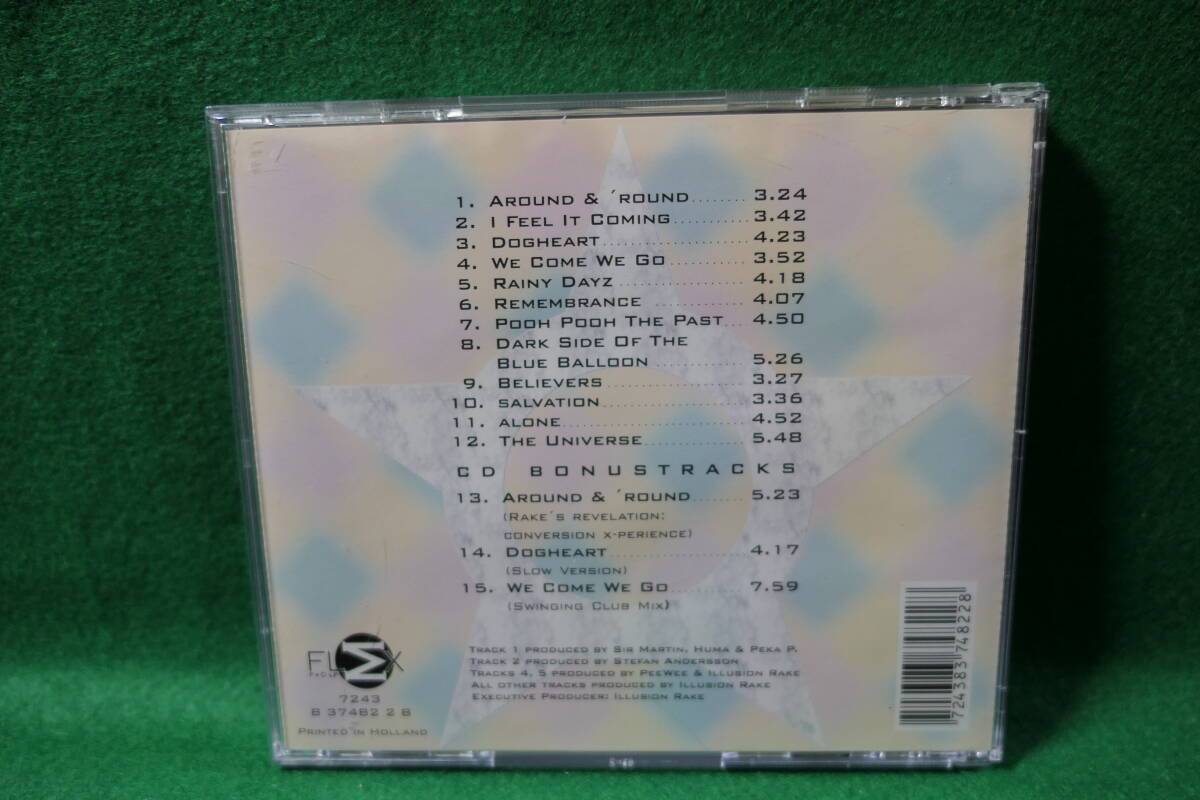 1. AROUND & ´ROUND........ 3.24
2. I FEEL IT COMING........... 3.42
3. DOGHEART..................... 4.23
4. WE COME WE GO............ 3.52
5. RAINY DAYZ................... 4.18
6. REMEMBRANCE.............. 4.07
7. POOH POOH THE PAST... 4.50
8. DARK SIDE OF THE
BLUE BALLOON............... 5.26
9. BELIEVERS.................... 3.27
10. SALVATION.................... 3.36
11. ALONE.......................... 4.52
12. THE UNIVERSE............... 5.48
CD BONUSTRACKS
13. AROUND & ´ROUND........ 5.23
(RAKE´S REVELATION:
CONVERSION X-PERIENCE)
14. DOGHEART.................... 4.17
(SLOW VERSION)
15. WE COME WE GO........... 7.59
(SWINGING CLUB MIX)
TRACK 1 PRODUCED BY SIR MARTIN, HUMA & PEKA P.
TRACK 2 PRODUCED BY STEFAN ANDERSSON
TRACKS 4, 5 PRODUCED BY PEEWEE & ILLUSION RAKE
ALL OTHER TRACKS PRODUCED BY ILLUSION RAKE
EXECUTIVE PRODUCER: ILLUSION RAKE
7243
8 37482 2 8
PRINTED IN HOLLAND
724383748228